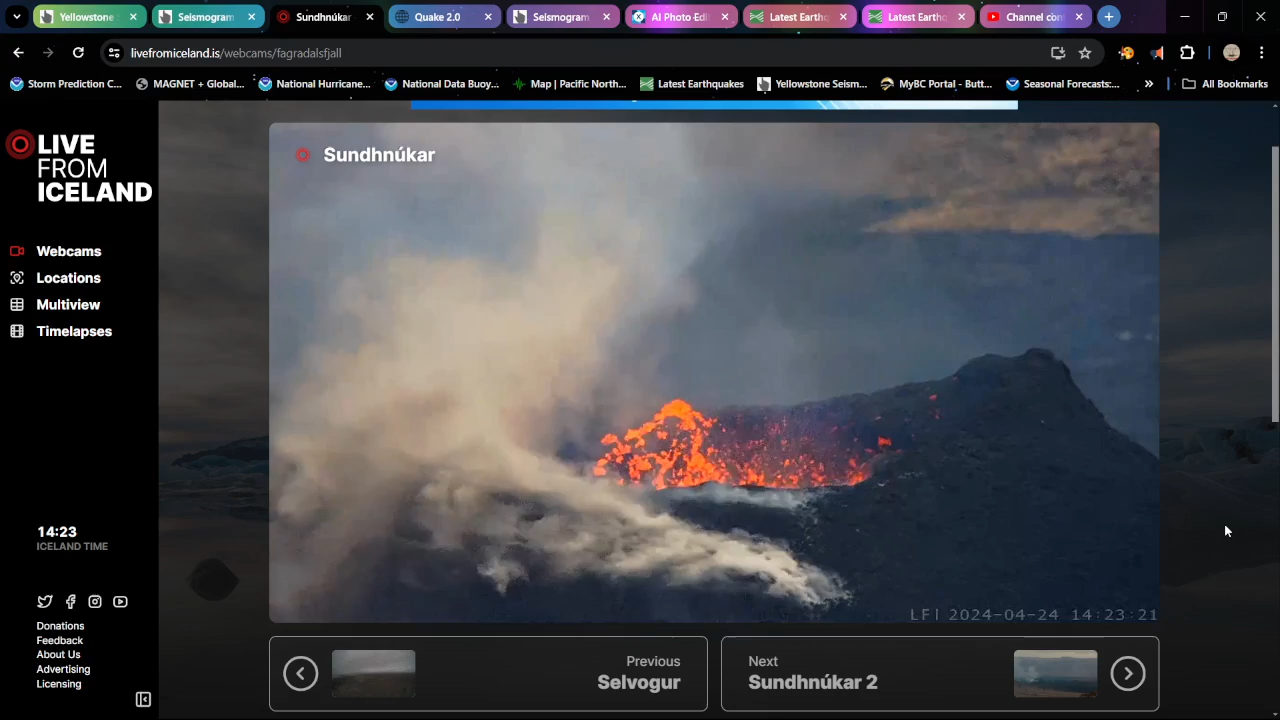 Yellowstone
Seismogram
Sundhnúkar
Quake 2.0
Seismogram
AI Photo Edi
Latest Earthq
Latest Earthq
Channel con
livefromiceland.is/webcams/fagradalsfjall
Storm Prediction C...
MAGNET + Global...
National Hurricane...
National Data Buoy...
Map | Pacific North...
Latest Earthquakes
Yellowstone Seism...
MyBC Portal - Butt...
Seasonal Forecasts:...
All Bookmarks
LIVE
FROM
ICELAND
Sundhnúkar
Webcams
Locations
Multiview
Timelapses
14:23
ICELAND TIME
Donations
Feedback
About Us
Advertising
Licensing
LFI 2024-04-24 14:23:21
Previous
Selvogur
Next
Sundhnúkar 2